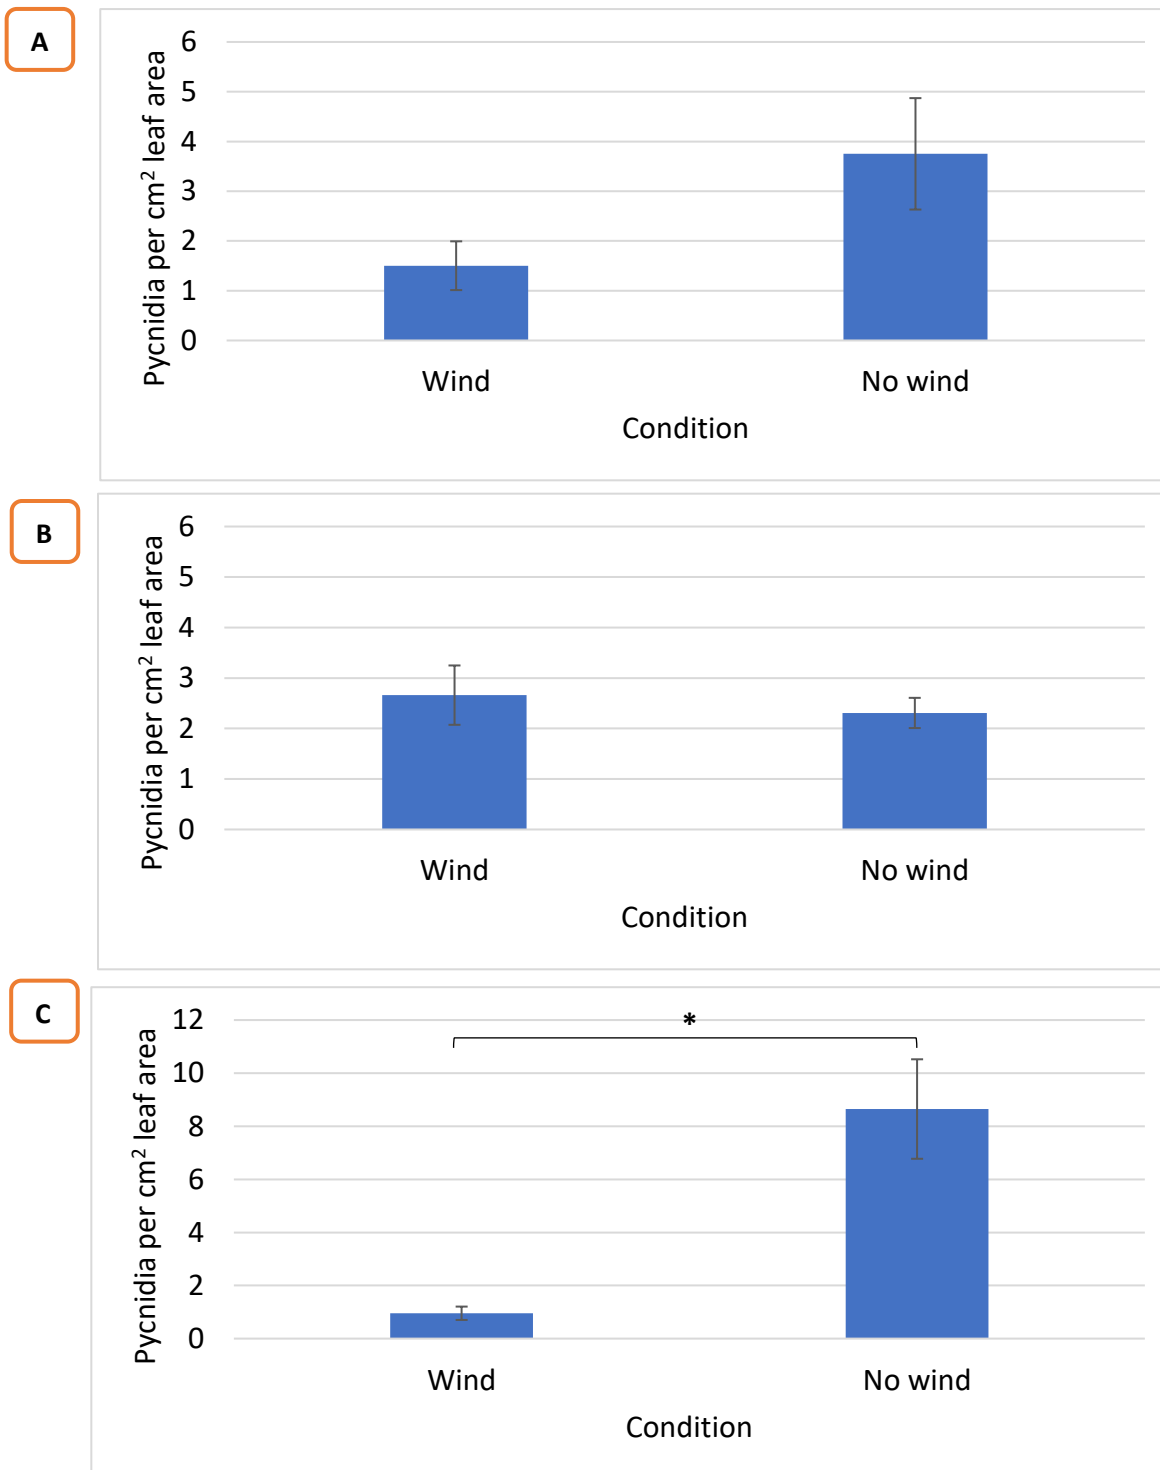 A
Pycnidia per cm² leaf area
6
5
4
3
2
1
0
Wind No wind
Condition
B
Pycnidia per cm² leaf area
6
5
4
3
2
1
0
Wind No wind
Condition
C
Pycnidia per cm² leaf area
12
10
8
6
4
2
0
*
Wind No wind
Condition